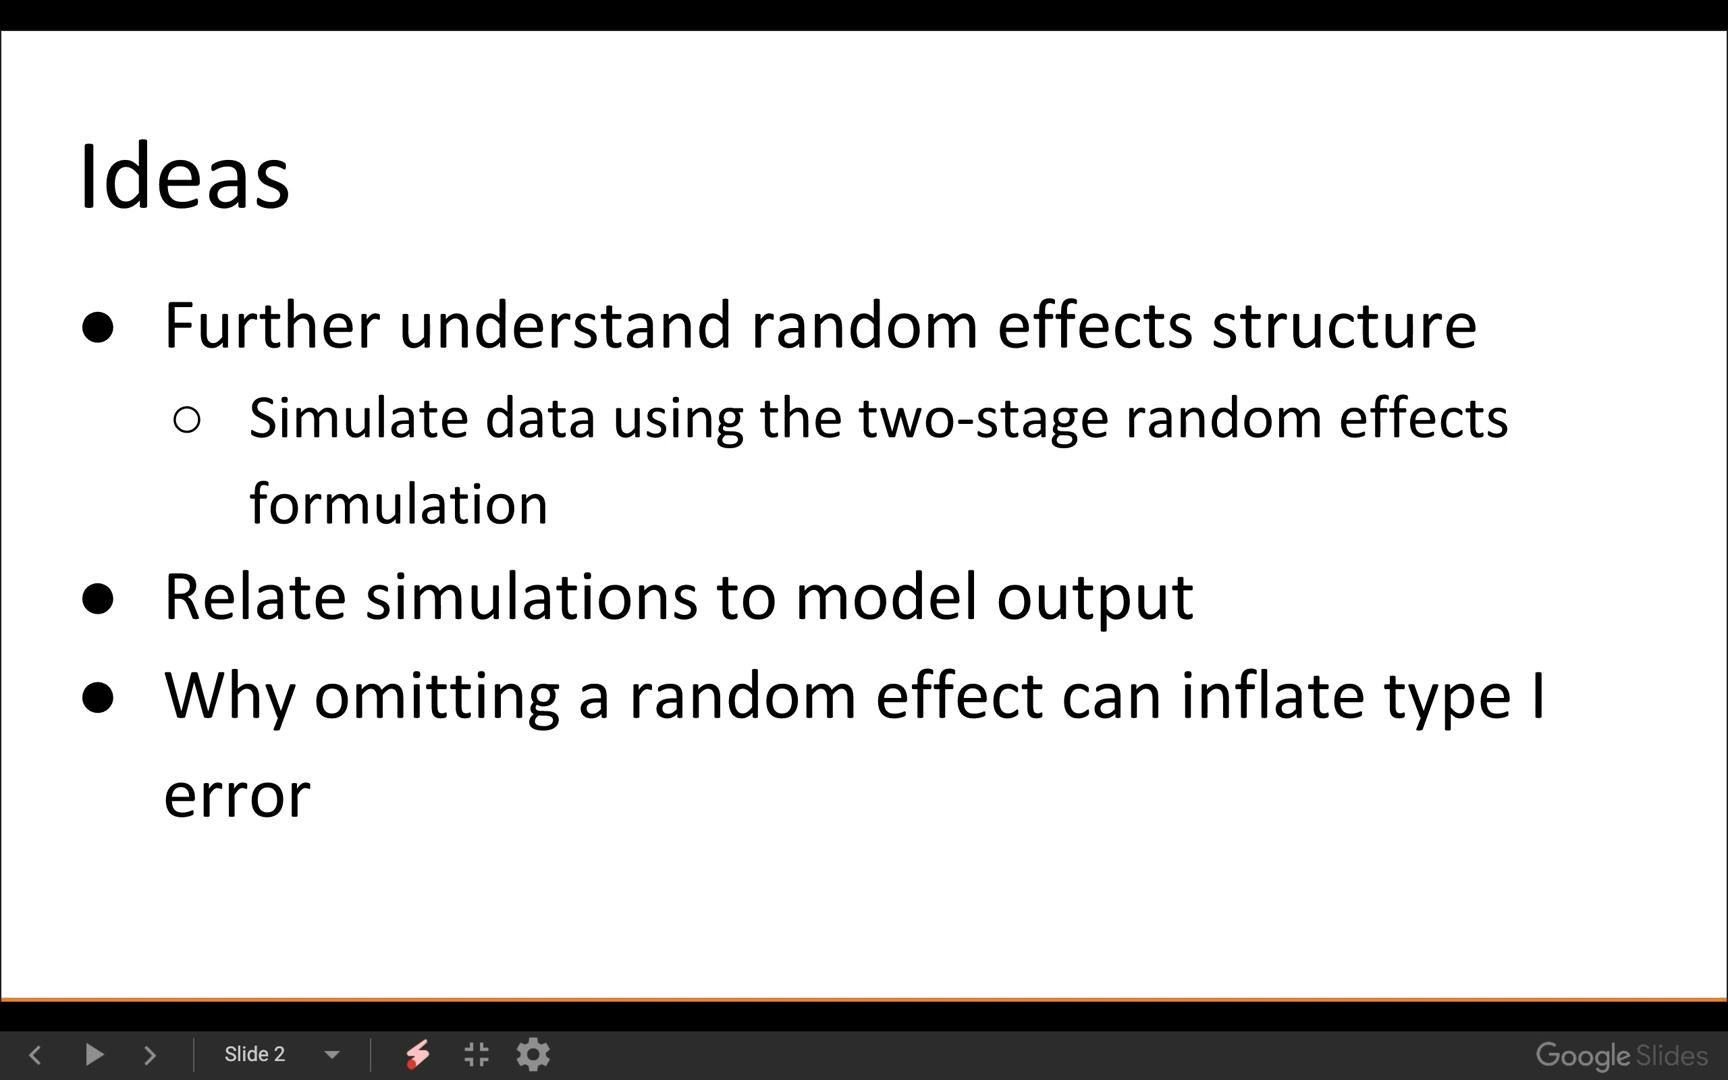 Ideas
● Further understand random effects structure
○ Simulate data using the two-stage random effects
formulation
● Relate simulations to model output
● Why omitting a random effect can inflate type I
error
Slide 2
Google Slides